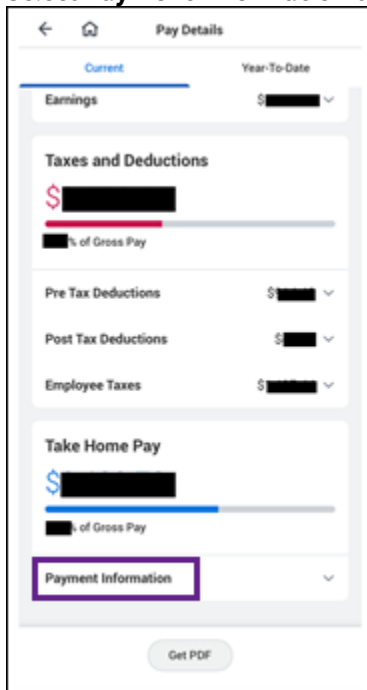 Pay Details
Current Year-To-Date
Earnings $
Taxes and Deductions
$
% of Gross Pay
Pre Tax Deductions $
Post Tax Deductions $
Employee Taxes $
Take Home Pay
$
of Gross Pay
Payment Information
Get PDF